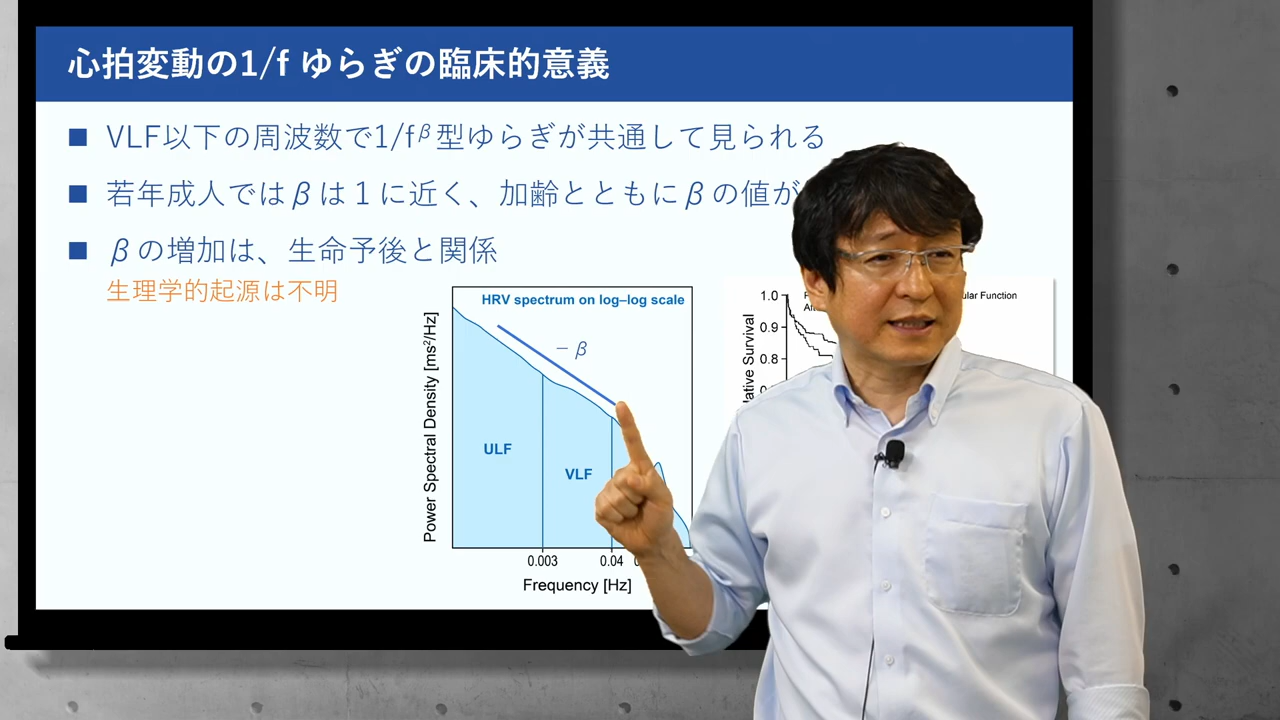 心拍変動の1/f ゆらぎの臨床的意義
■ VLF以下の周波数で1/fᵝ型ゆらぎが共通して見られる
■ 若年成人ではβは1に近く、加齢とともにβの値が
■ βの増加は、生命予後と関係
生理学的起源は不明
HRV spectrum on log–log scale
− β
Power Spectral Density [ms²/Hz]
ULF
VLF
0.003
0.04
Frequency [Hz]
Function
1.0
0.9
0.8
Survival